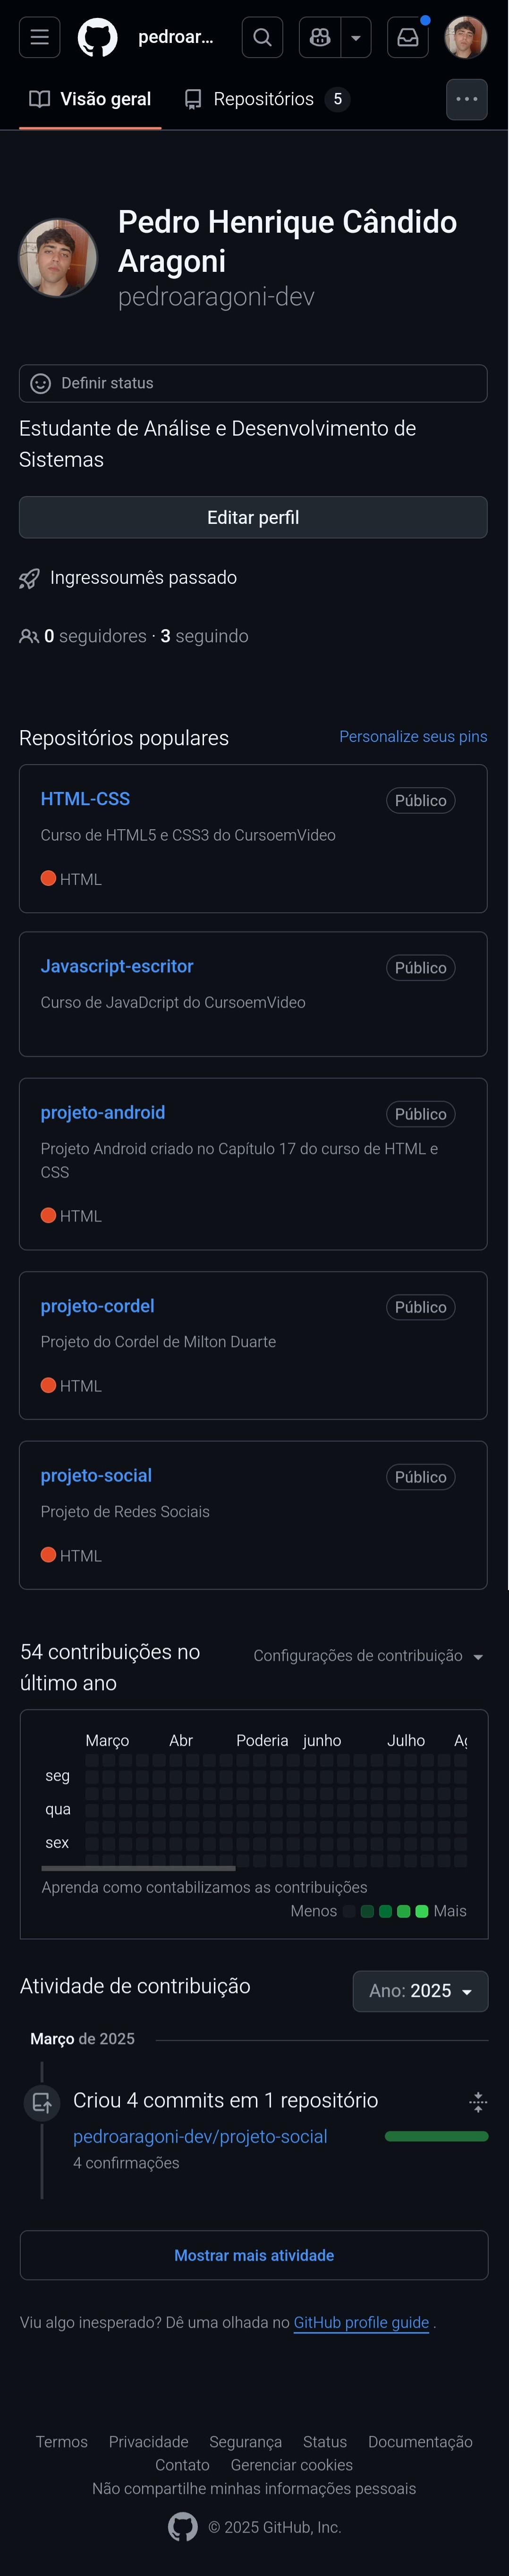 pedroar...
Visão geral
Repositórios 5
Pedro Henrique Cândido
Aragoni
pedroaragoni-dev
Definir status
Estudante de Análise e Desenvolvimento de
Sistemas
Editar perfil
Ingressoumês passado
0 seguidores · 3 seguindo
Repositórios populares
Personalize seus pins
HTML-CSS
Público
Curso de HTML5 e CSS3 do CursoemVideo
HTML
Javascript-escritor
Público
Curso de JavaDcript do CursoemVideo
projeto-android
Público
Projeto Android criado no Capítulo 17 do curso de HTML e
CSS
HTML
projeto-cordel
Público
Projeto do Cordel de Milton Duarte
HTML
projeto-social
Público
Projeto de Redes Sociais
HTML
54 contribuições no
último ano
Configurações de contribuição
Março Abr Poderia junho Julho Ag
seg
qua
sex
Aprenda como contabilizamos as contribuições
Menos Mais
Atividade de contribuição
Ano: 2025
Março de 2025
Criou 4 commits em 1 repositório
pedroaragoni-dev/projeto-social
4 confirmações
Mostrar mais atividade
Viu algo inesperado? Dê uma olhada no GitHub profile guide .
Termos Privacidade Segurança Status Documentação
Contato Gerenciar cookies
Não compartilhe minhas informações pessoais
© 2025 GitHub, Inc.